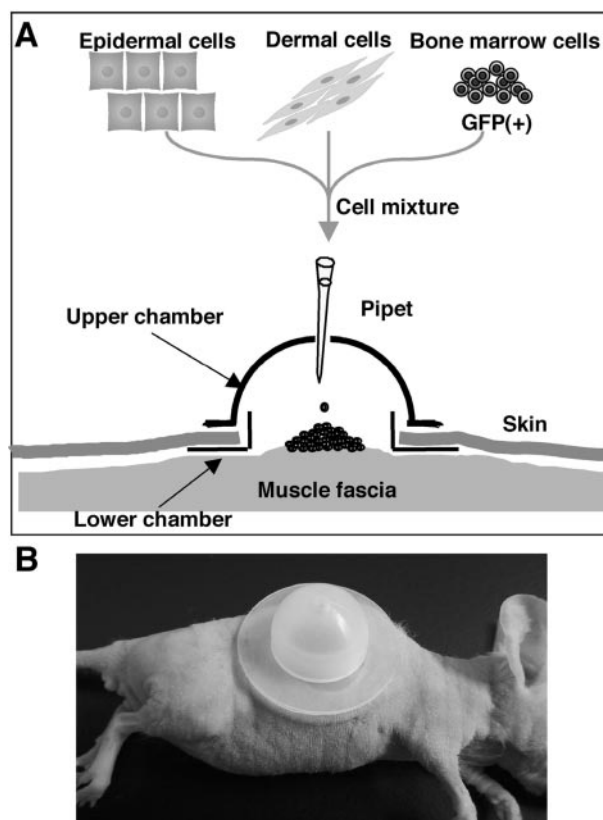 A
Epidermal cells Dermal cells Bone marrow cells
GFP(+)
Cell mixture
Upper chamber
Pipet
Skin
Muscle fascia
Lower chamber
B